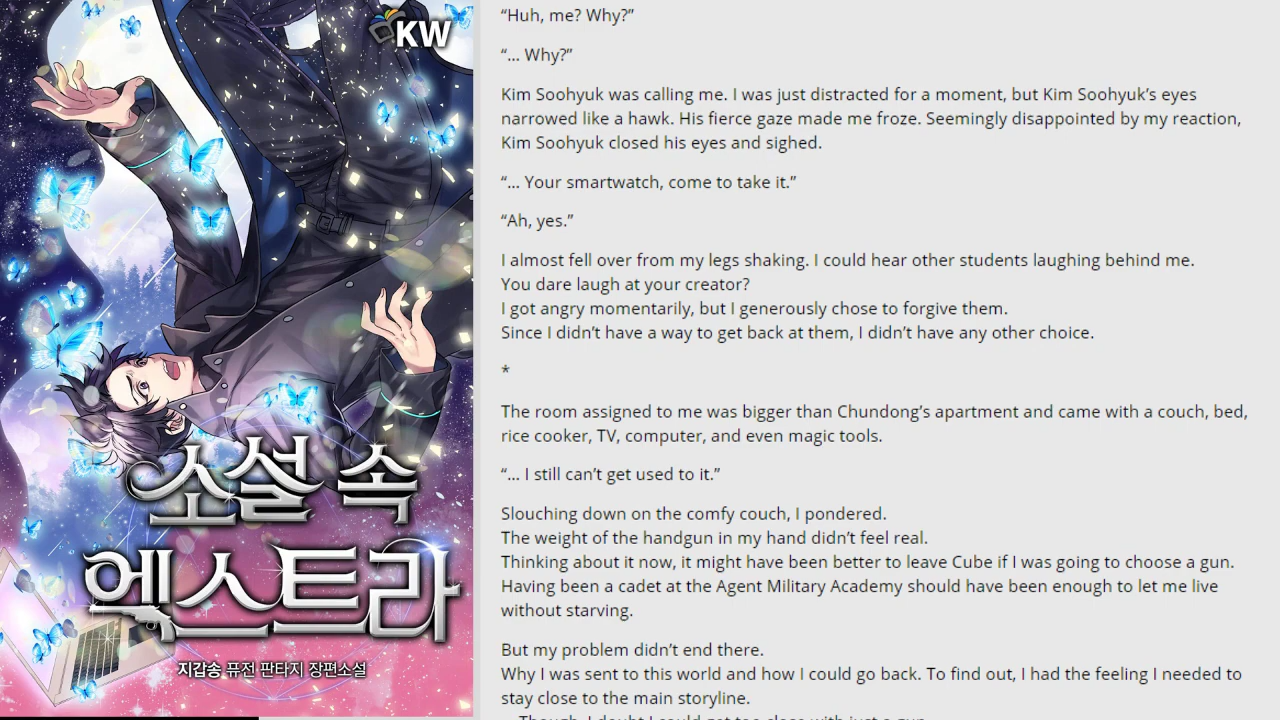 KW
소설 속
엑스트라
지갑송 퓨전 판타지 장편소설
“Huh, me? Why?”
“… Why?”
Kim Soohyuk was calling me. I was just distracted for a moment, but Kim Soohyuk’s eyes
narrowed like a hawk. His fierce gaze made me froze. Seemingly disappointed by my reaction,
Kim Soohyuk closed his eyes and sighed.
“… Your smartwatch, come to take it.”
“Ah, yes.”
I almost fell over from my legs shaking. I could hear other students laughing behind me.
You dare laugh at your creator?
I got angry momentarily, but I generously chose to forgive them.
Since I didn’t have a way to get back at them, I didn’t have any other choice.
*
The room assigned to me was bigger than Chundong’s apartment and came with a couch, bed,
rice cooker, TV, computer, and even magic tools.
“… I still can’t get used to it.”
Slouching down on the comfy couch, I pondered.
The weight of the handgun in my hand didn’t feel real.
Thinking about it now, it might have been better to leave Cube if I was going to choose a gun.
Having been a cadet at the Agent Military Academy should have been enough to let me live
without starving.
But my problem didn’t end there.
Why I was sent to this world and how I could go back. To find out, I had the feeling I needed to
stay close to the main storyline.
…Though, I doubt I could get too close with just a gun